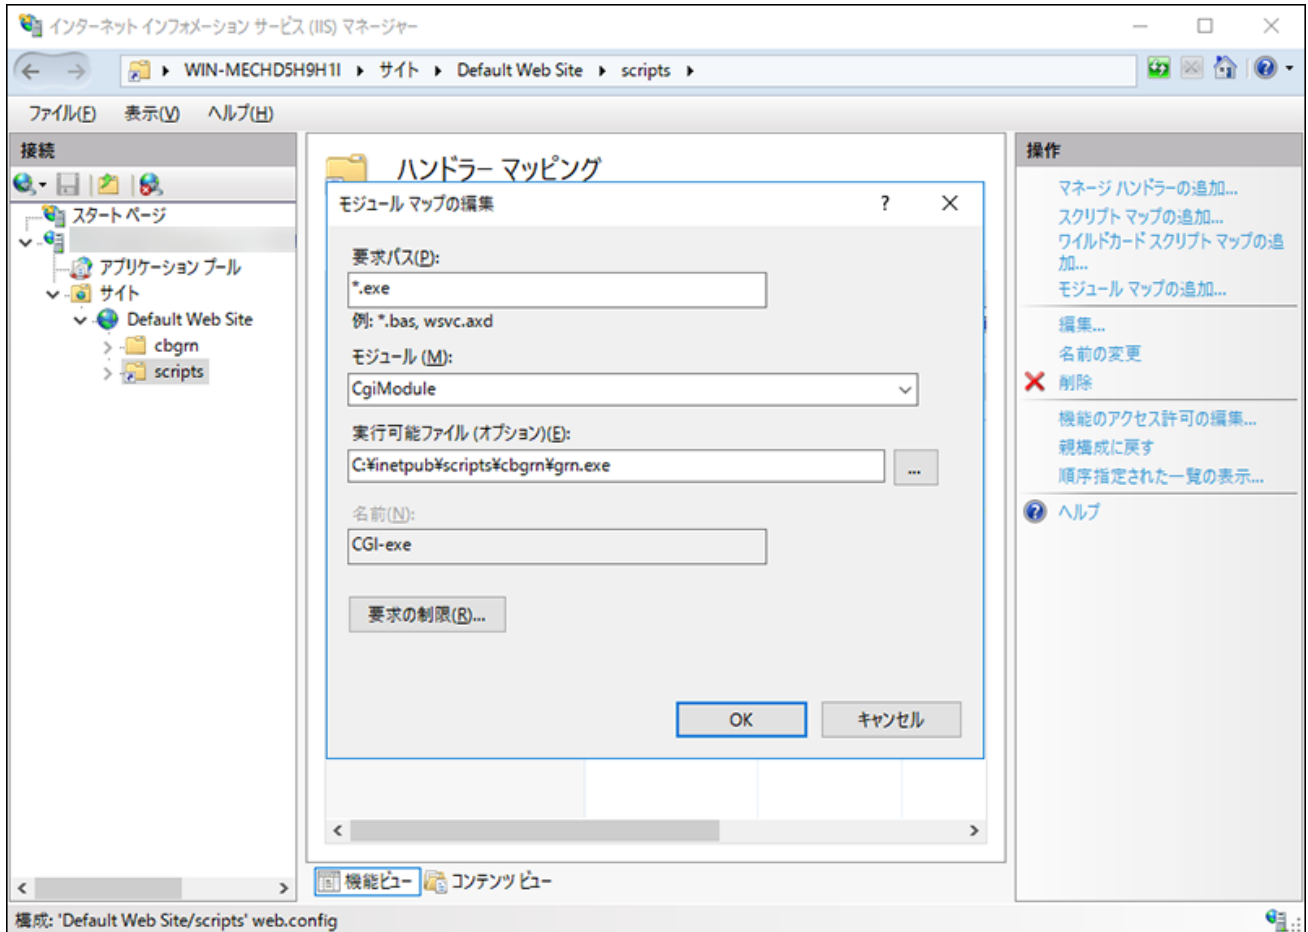 インターネット インフォメーション サービス (IIS) マネージャー
WIN-MECHD5H9H1I サイト Default Web Site scripts
ファイル(F) 表示(V) ヘルプ(H)
接続
スタート ページ
アプリケーション プール
サイト
Default Web Site
cbgrn
scripts
ハンドラー マッピング
モジュール マップの編集
要求パス(P):
*.exe
例: *.bas, wsvc.axd
モジュール (M):
CgiModule
実行可能ファイル (オプション)(E):
C:¥inetpub¥scripts¥cbgrn¥grn.exe
...
名前(N):
CGI-exe
要求の制限(R)...
OK
キャンセル
機能ビュー
コンテンツ ビュー
操作
マネージ ハンドラーの追加...
スクリプト マップの追加...
ワイルドカード スクリプト マップの追
加...
モジュール マップの追加...
編集...
名前の変更
削除
機能のアクセス許可の編集...
親構成に戻す
順序指定された一覧の表示...
ヘルプ
構成: 'Default Web Site/scripts' web.config